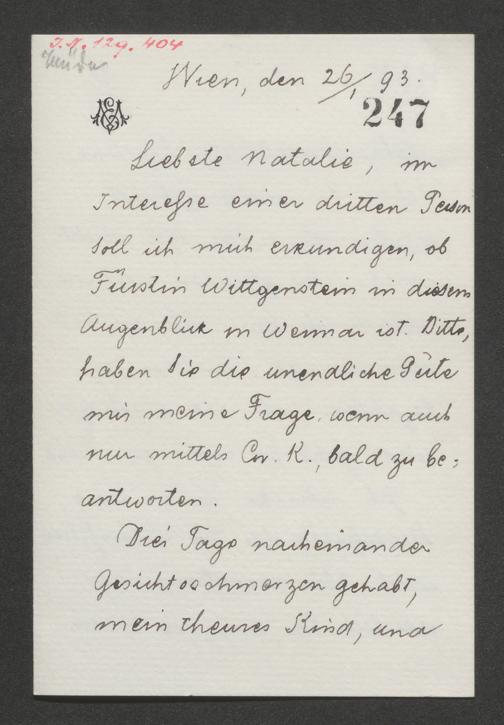 J.N. 129.404
Wien, den 26/1 93.
247
Liebste Natalie, im
Interesse einer dritten Person
soll ich mich erkundigen, ob
Fürstin Wittgenstein in diesem
Augenblick in Weimar ist. Bitte,
haben Sie die unendliche Güte
mir meine Frage, wenn auch
nur mittels Cor. K., bald zu be=
antworten.
Drei Tage nacheinander
Gesichtsschmerzen gehabt,
mein theures Kind, und